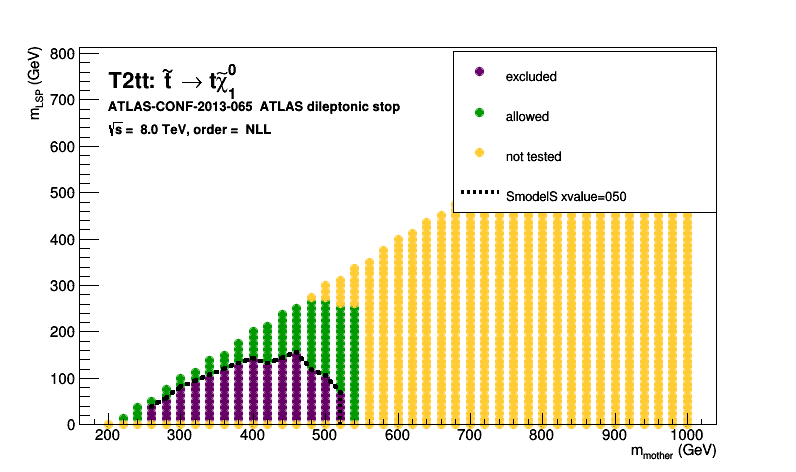 m_LSP (GeV)
800
700
600
500
400
300
200
100
0
T2tt: t̃ → tχ̃₁⁰
ATLAS-CONF-2013-065 ATLAS dileptonic stop
√s = 8.0 TeV, order = NLL
excluded
allowed
not tested
SmodelS xvalue=050
200 300 400 500 600 700 800 900 1000
m_mother (GeV)